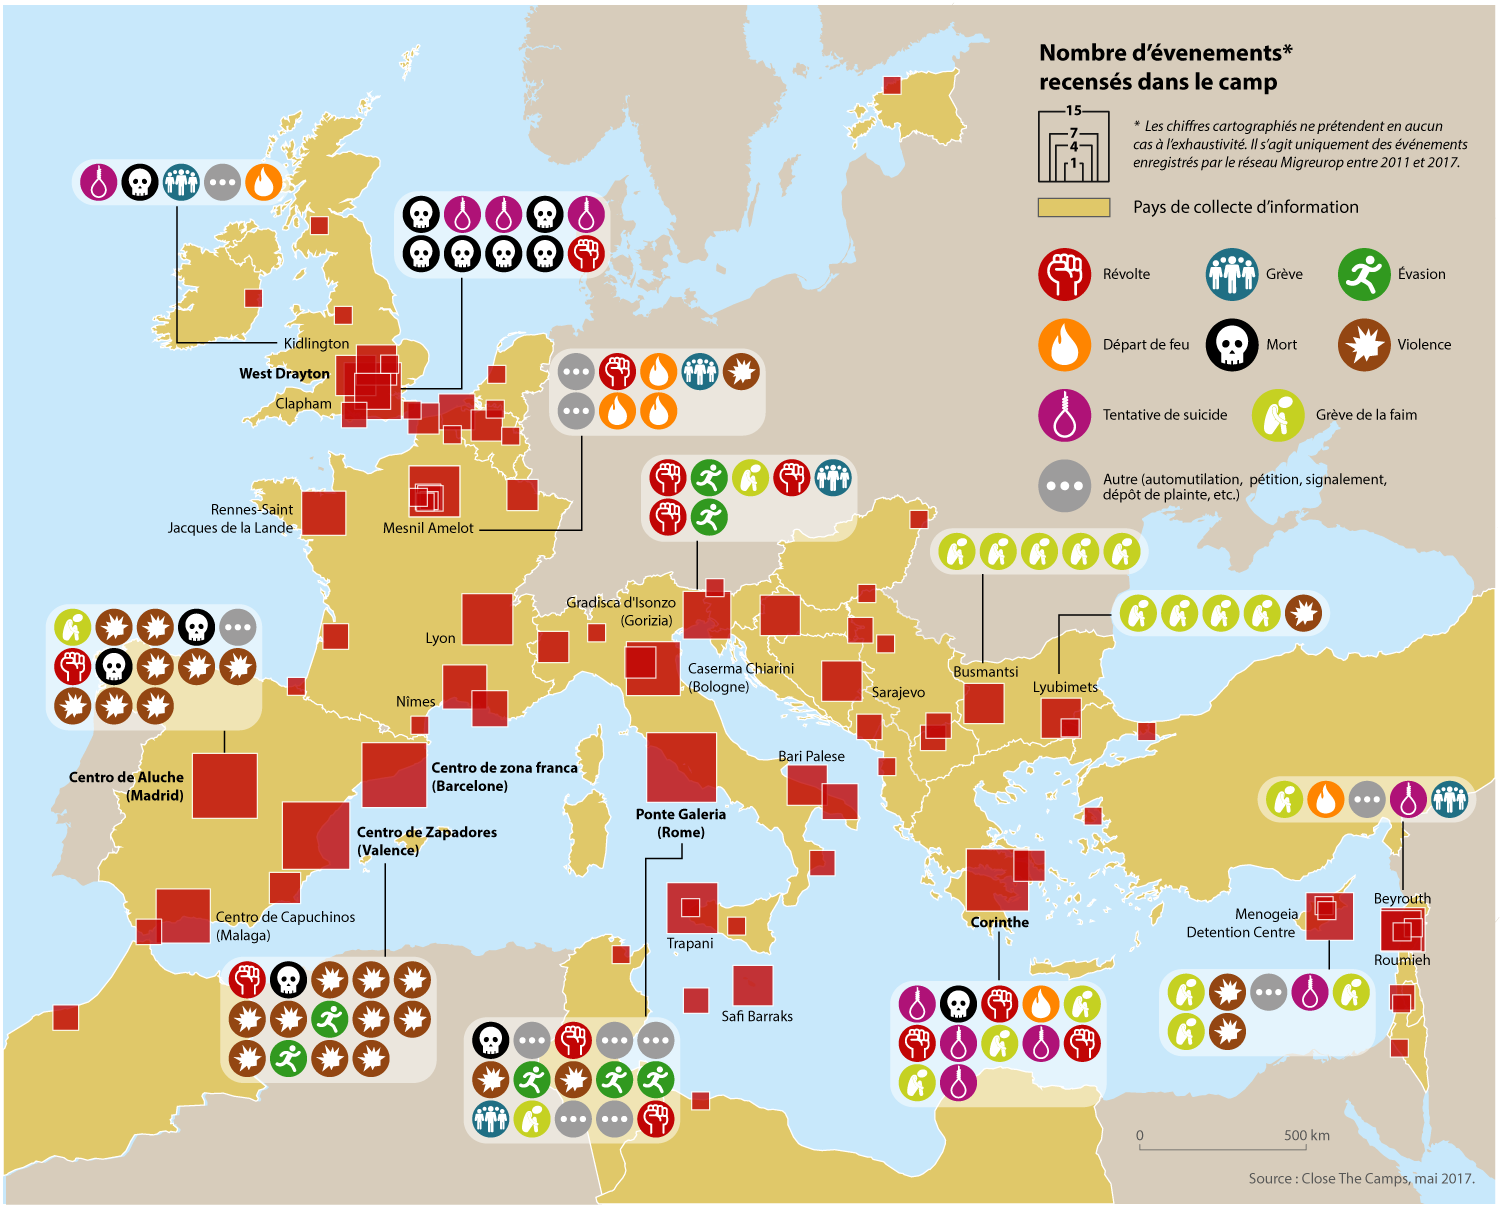 Nombre d’évenements*
recensés dans le camp
15
7
4
1
* Les chiffres cartographiés ne prétendent en aucun
cas à l’exhaustivité. Il s’agit uniquement des événements
enregistrés par le réseau Migreurop entre 2011 et 2017.
Pays de collecte d’information
Révolte
Grève
Évasion
Départ de feu
Mort
Violence
Tentative de suicide
Grève de la faim
Autre (automutilation, pétition, signalement,
dépôt de plainte, etc.)
Kidlington
West Drayton
Clapham
Rennes-Saint
Jacques de la Lande
Mesnil Amelot
Lyon
Nîmes
Gradisca d'Isonzo
(Gorizia)
Caserma Chiarini
(Bologne)
Sarajevo
Busmantsi
Lyubimets
Centro de Aluche
(Madrid)
Centro de zona franca
(Barcelone)
Centro de Zapadores
(Valence)
Centro de Capuchinos
(Malaga)
Ponte Galeria
(Rome)
Bari Palese
Trapani
Safi Barraks
Corinthe
Menogeia
Detention Centre
Beyrouth
Roumieh
0
500 km
Source : Close The Camps, mai 2017.